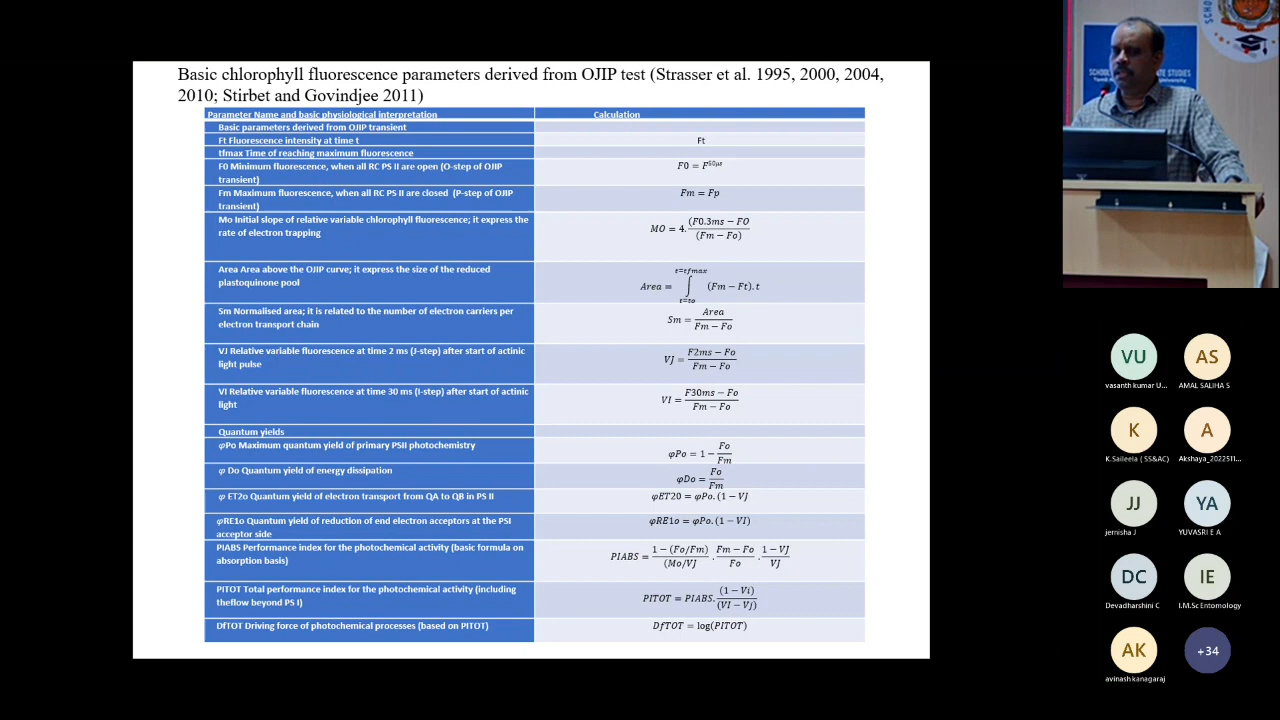 Basic chlorophyll fluorescence parameters derived from OJIP test (Strasser et al. 1995, 2000, 2004,
2010; Stirbet and Govindjee 2011)
Parameter Name and basic physiological interpretation Calculation
Basic parameters derived from OJIP transient
Ft Fluorescence intensity at time t Ft
tfmax Time of reaching maximum fluorescence
F0 Minimum fluorescence, when all RC PS II are open (O-step of OJIP
transient)
F0 = F^50μs
Fm Maximum fluorescence, when all RC PS II are closed (P-step of OJIP
transient)
Fm = Fp
Mo Initial slope of relative variable chlorophyll fluorescence; it express the
rate of electron trapping
MO = 4.(F0.3ms − FO
(Fm − Fo)
Area Area above the OJIP curve; it express the size of the reduced
plastoquinone pool
t=tfmax
Area = ∫ (Fm − Ft).t
t=to
Sm Normalised area; it is related to the number of electron carriers per
electron transport chain
Sm = Area
Fm − Fo
VJ Relative variable fluorescence at time 2 ms (J-step) after start of actinic
light pulse
VJ = F2ms − Fo
Fm − Fo
VI Relative variable fluorescence at time 30 ms (I-step) after start of actinic
light
VI = F30ms − Fo
Fm − Fo
Quantum yields
φPo Maximum quantum yield of primary PSII photochemistry
φPo = 1 − Fo
Fm
φ Do Quantum yield of energy dissipation
φDo = Fo
Fm
φ ET2o Quantum yield of electron transport from QA to QB in PS II
φET20 = φPo.(1 − VJ
φRE1o Quantum yield of reduction of end electron acceptors at the PSI
acceptor side
φRE1o = φPo.(1 − VI)
PIABS Performance index for the photochemical activity (basic formula on
absorption basis)
PIABS = 1 − (Fo/Fm) . Fm − Fo . 1 − VJ
(Mo/VJ Fo VJ
PITOT Total performance index for the photochemical activity (including
theflow beyond PS I)
PITOT = PIABS. (1 − Vi)
(VI − Vj)
DfTOT Driving force of photochemical processes (based on PITOT)
DfTOT = log(PITOT)
VU
vasanth kumar U...
AS
AMAL SALIHA S
K
K.Saileela ( SS&AC)
A
Akshaya_2022511...
JJ
jernisha J
YA
YUVASRI E A
DC
Devadharshini C
IE
I.M.Sc Entomology
AK
avinash kanagaraj
+34